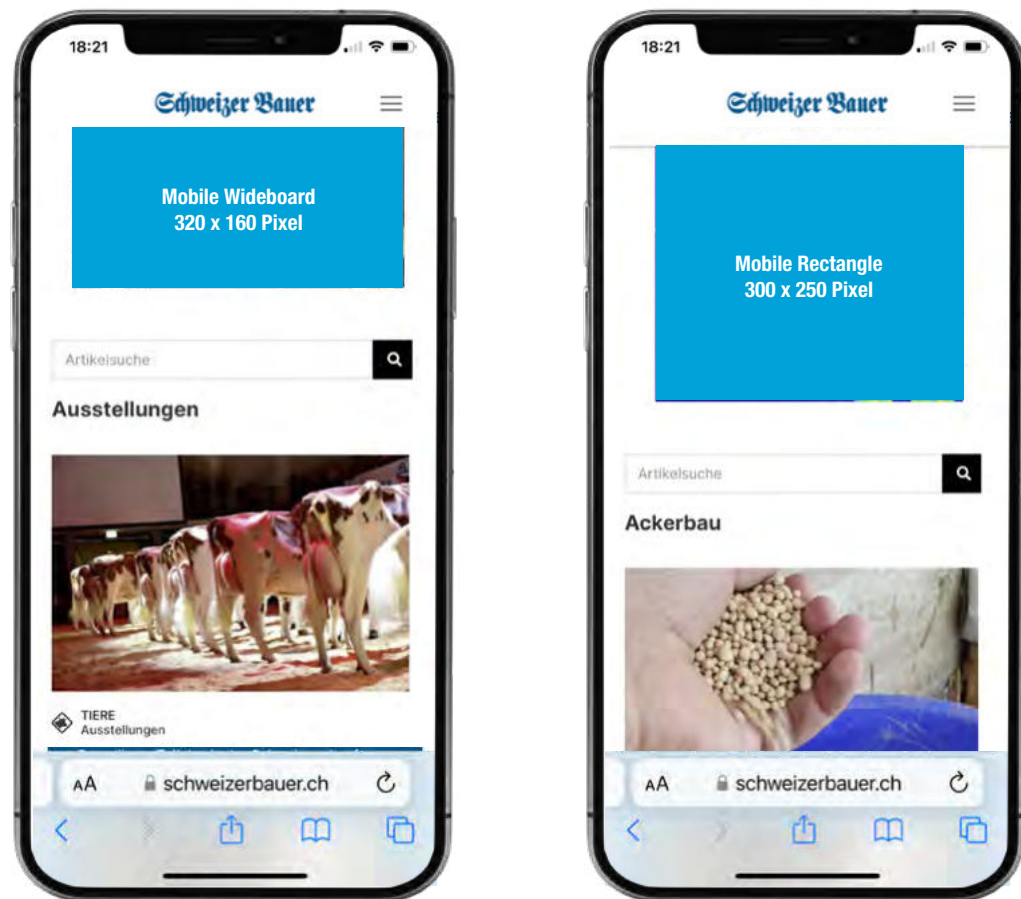 18:21
Schweizer Bauer
Mobile Wideboard
320 x 160 Pixel
Artikelsuche
Ausstellungen
TIERE
Ausstellungen
AA schweizerbauer.ch
18:21
Schweizer Bauer
Mobile Rectangle
300 x 250 Pixel
Artikelsuche
Ackerbau
AA schweizerbauer.ch